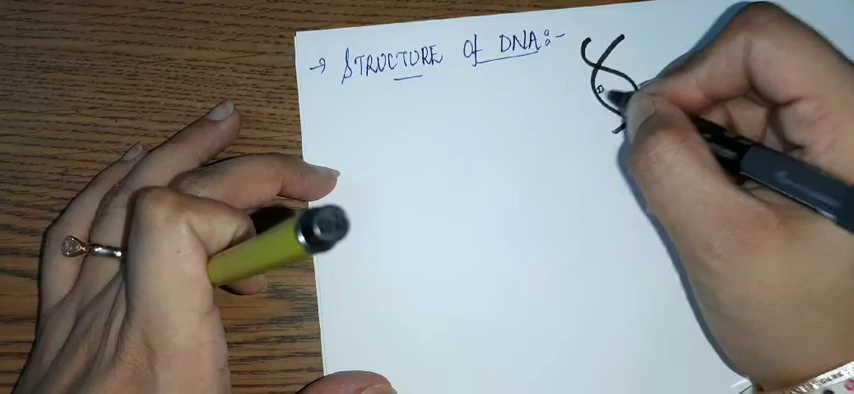 → STRUCTURE Of DNA :-